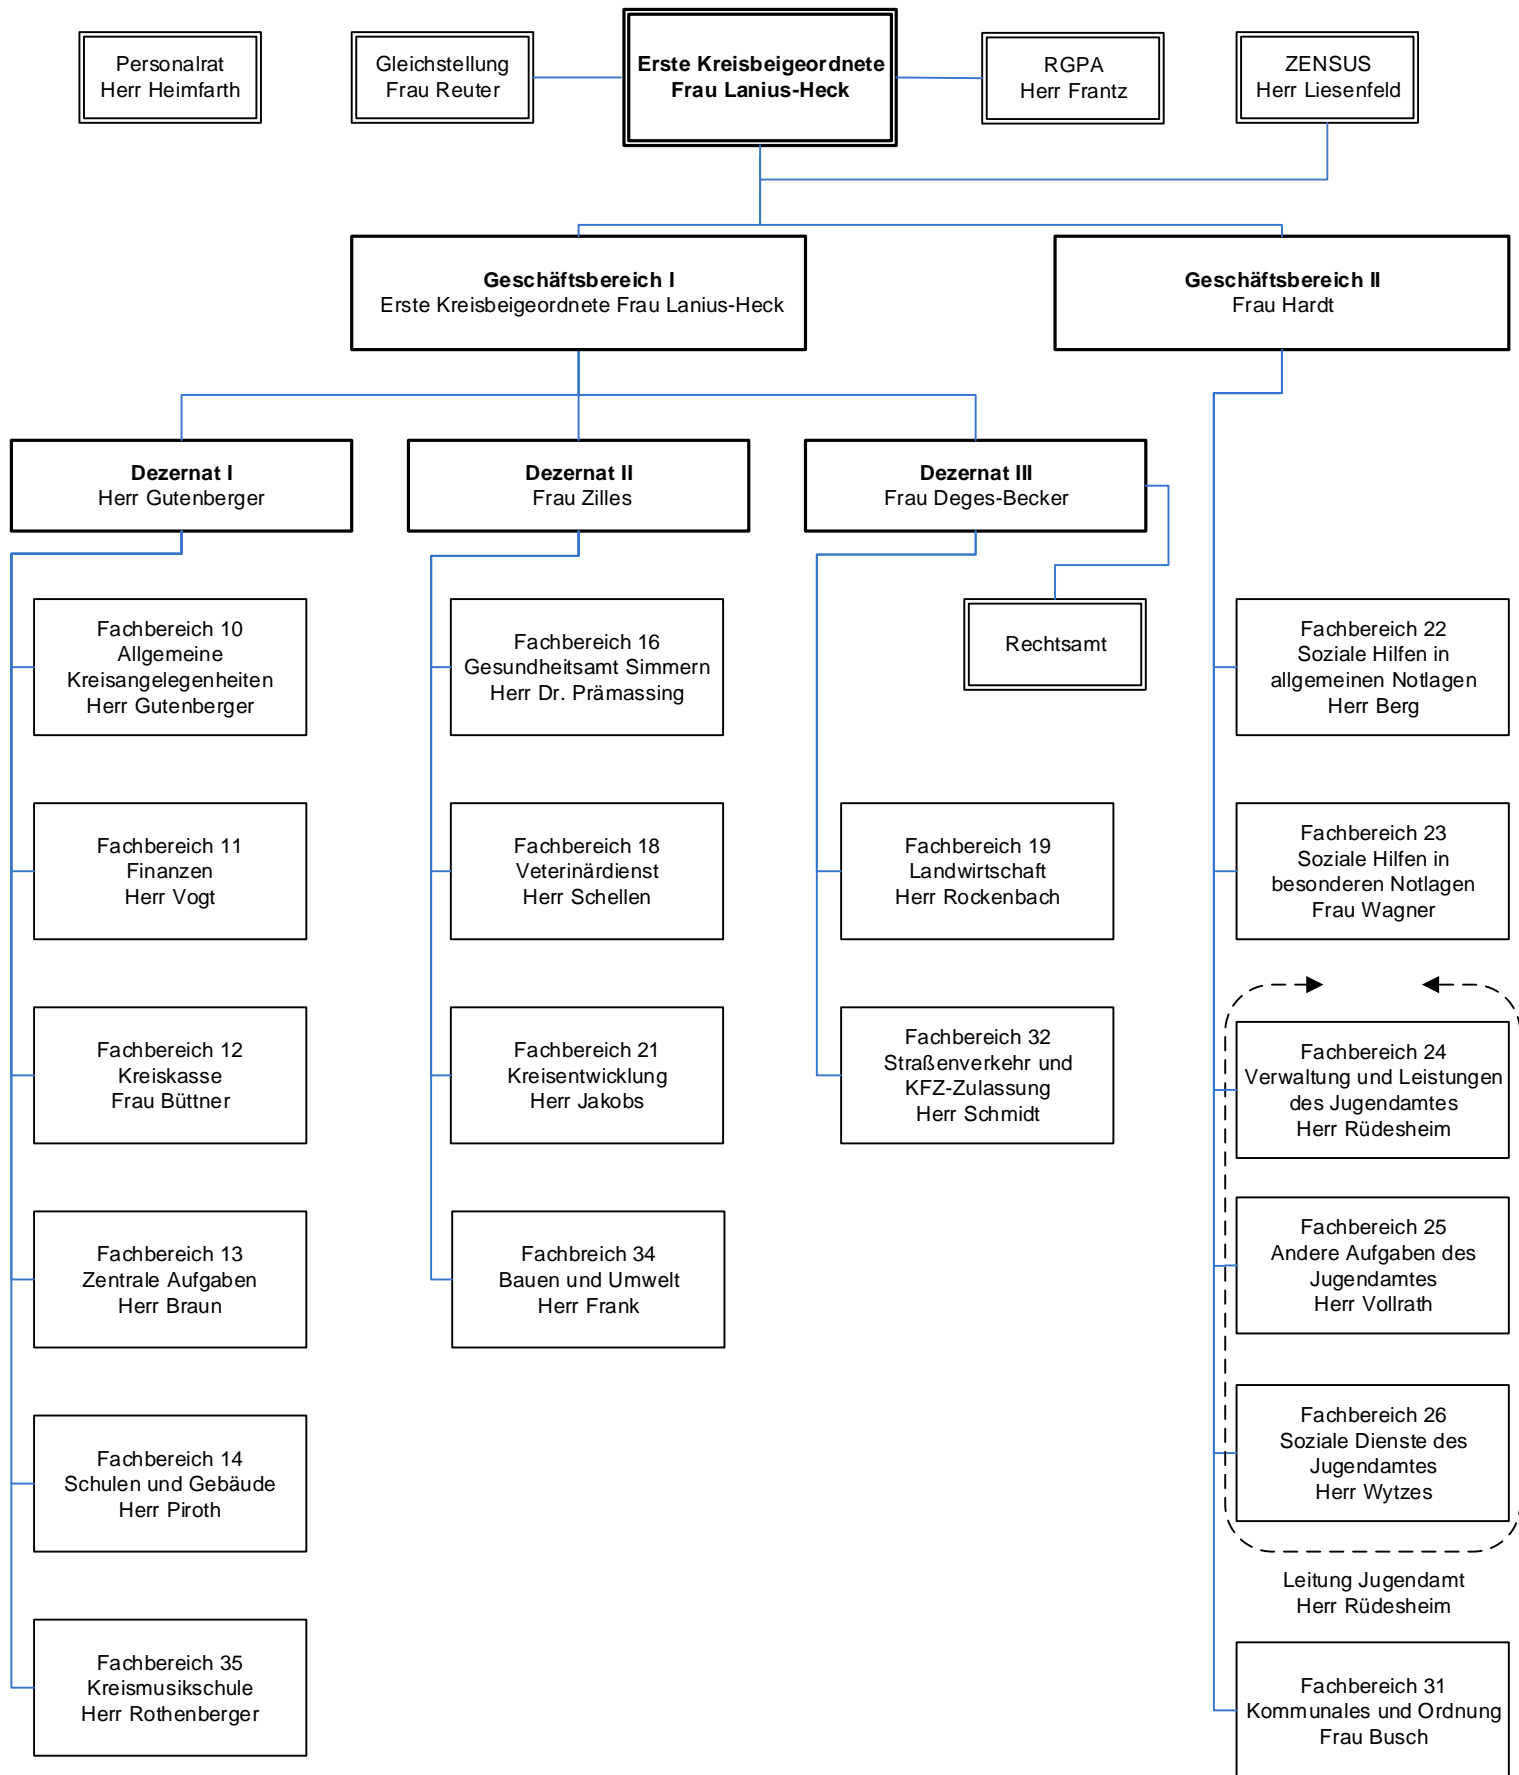 Personalrat
Herr Heimfarth
Gleichstellung
Frau Reuter
Erste Kreisbeigeordnete
Frau Lanius-Heck
RGPA
Herr Frantz
ZENSUS
Herr Liesenfeld
Geschäftsbereich I
Erste Kreisbeigeordnete Frau Lanius-Heck
Geschäftsbereich II
Frau Hardt
Dezernat I
Herr Gutenberger
Dezernat II
Frau Zilles
Dezernat III
Frau Deges-Becker
Fachbereich 10
Allgemeine
Kreisangelegenheiten
Herr Gutenberger
Fachbereich 11
Finanzen
Herr Vogt
Fachbereich 12
Kreiskasse
Frau Büttner
Fachbereich 13
Zentrale Aufgaben
Herr Braun
Fachbereich 14
Schulen und Gebäude
Herr Piroth
Fachbereich 35
Kreismusikschule
Herr Rothenberger
Fachbereich 16
Gesundheitsamt Simmern
Herr Dr. Prämassing
Fachbereich 18
Veterinärdienst
Herr Schellen
Fachbereich 21
Kreisentwicklung
Herr Jakobs
Fachbreich 34
Bauen und Umwelt
Herr Frank
Rechtsamt
Fachbereich 19
Landwirtschaft
Herr Rockenbach
Fachbereich 32
Straßenverkehr und
KFZ-Zulassung
Herr Schmidt
Fachbereich 22
Soziale Hilfen in
allgemeinen Notlagen
Herr Berg
Fachbereich 23
Soziale Hilfen in
besonderen Notlagen
Frau Wagner
Fachbereich 24
Verwaltung und Leistungen
des Jugendamtes
Herr Rüdesheim
Fachbereich 25
Andere Aufgaben des
Jugendamtes
Herr Vollrath
Fachbereich 26
Soziale Dienste des
Jugendamtes
Herr Wytzes
Leitung Jugendamt
Herr Rüdesheim
Fachbereich 31
Kommunales und Ordnung
Frau Busch